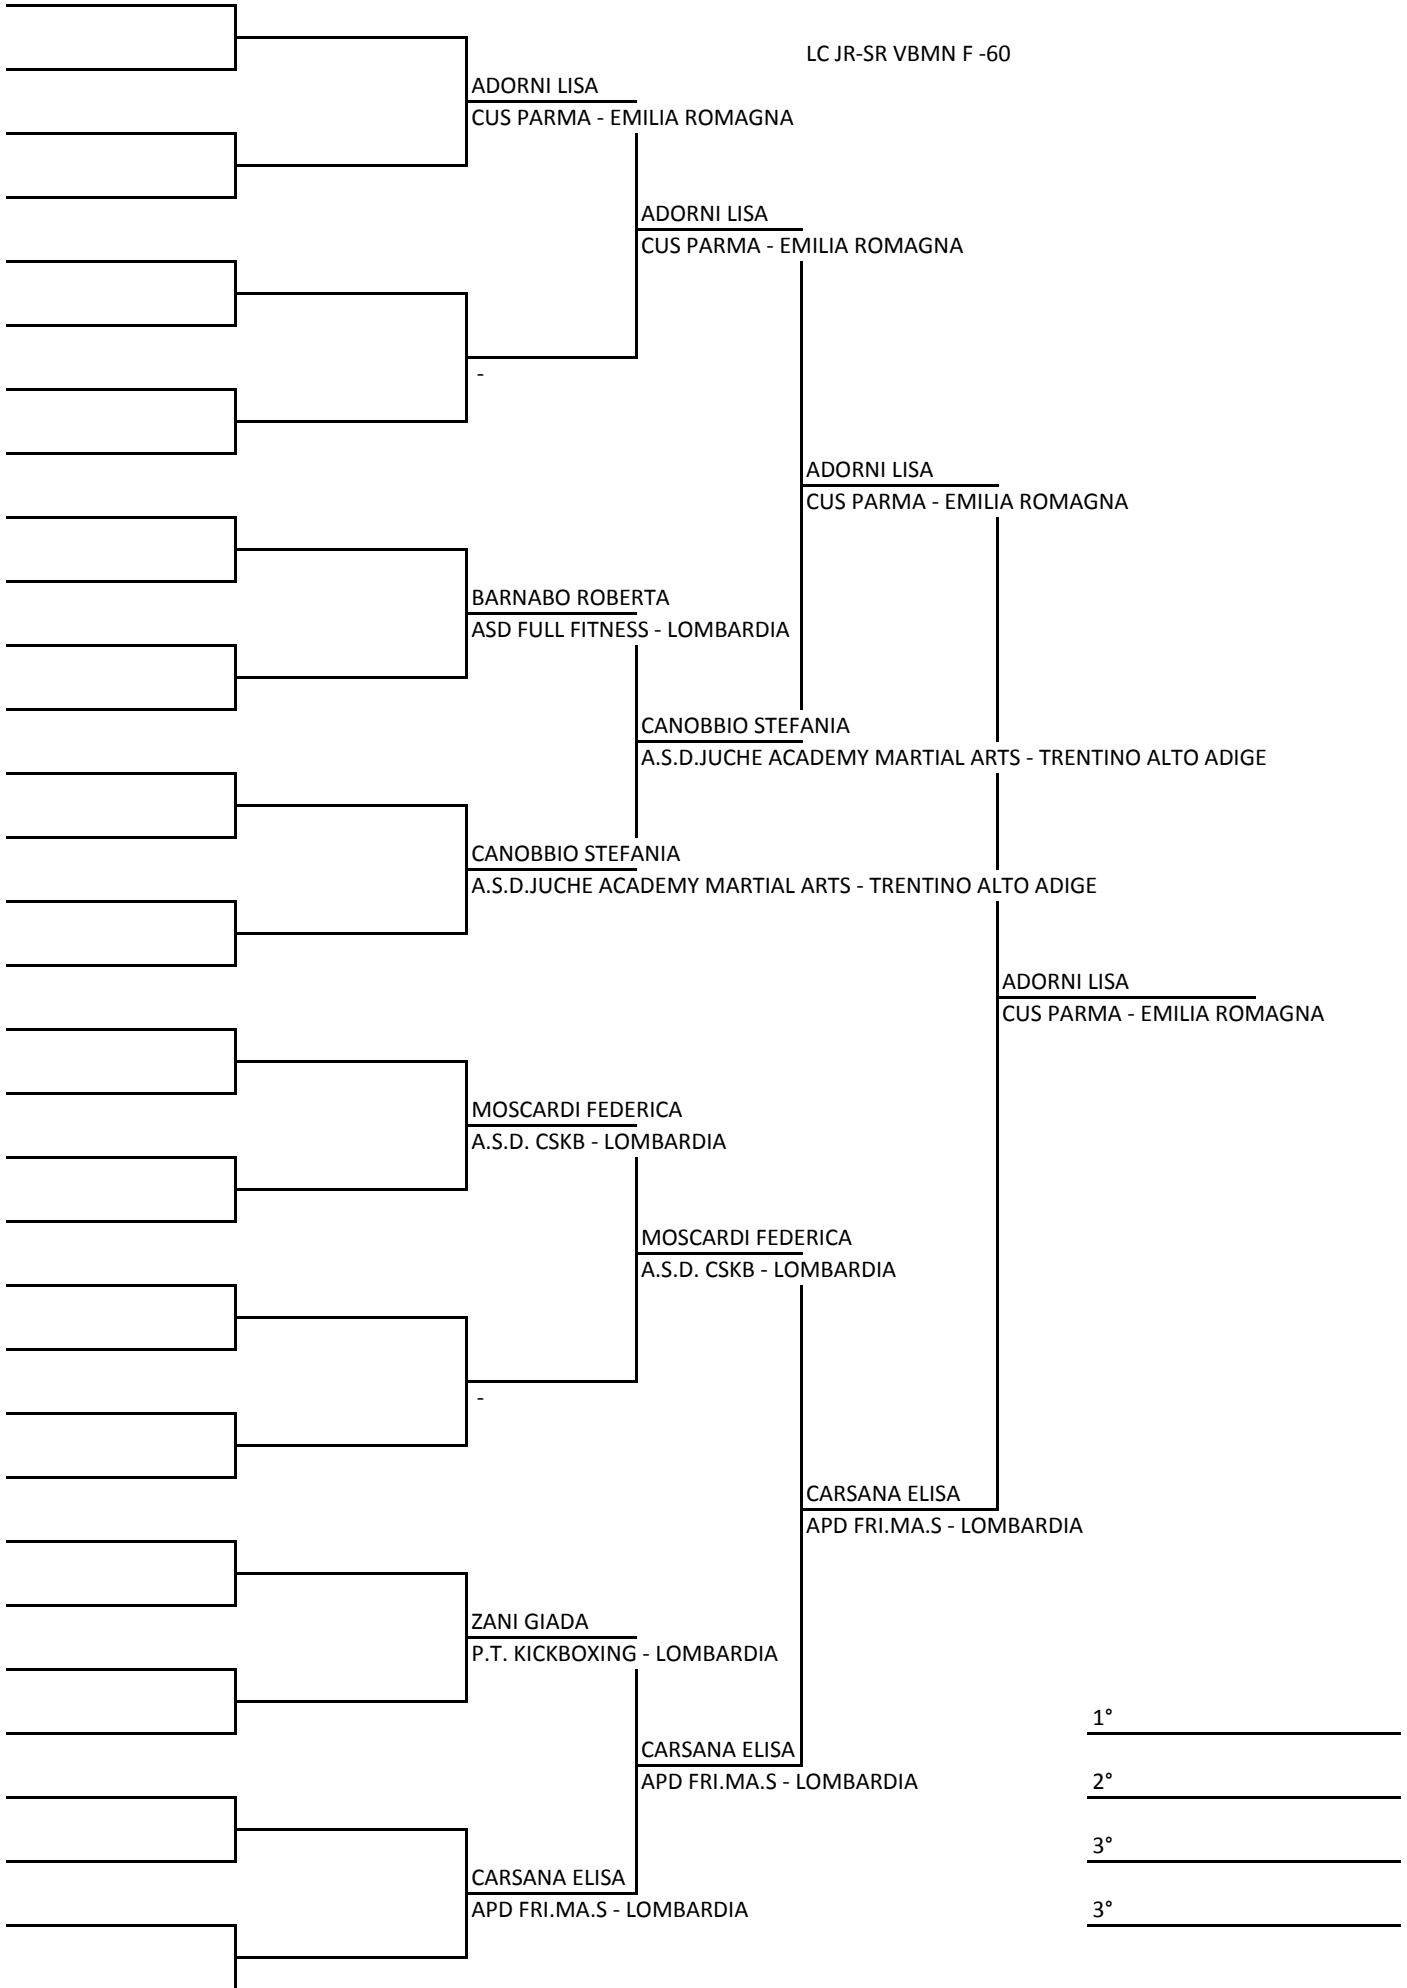 LC JR-SR VBMN F -60
ADORNI LISA
CUS PARMA - EMILIA ROMAGNA
ADORNI LISA
CUS PARMA - EMILIA ROMAGNA
-
ADORNI LISA
CUS PARMA - EMILIA ROMAGNA
BARNABO ROBERTA
ASD FULL FITNESS - LOMBARDIA
CANOBBIO STEFANIA
A.S.D.JUCHE ACADEMY MARTIAL ARTS - TRENTINO ALTO ADIGE
CANOBBIO STEFANIA
A.S.D.JUCHE ACADEMY MARTIAL ARTS - TRENTINO ALTO ADIGE
ADORNI LISA
CUS PARMA - EMILIA ROMAGNA
MOSCARDI FEDERICA
A.S.D. CSKB - LOMBARDIA
MOSCARDI FEDERICA
A.S.D. CSKB - LOMBARDIA
-
CARSANA ELISA
APD FRI.MA.S - LOMBARDIA
ZANI GIADA
P.T. KICKBOXING - LOMBARDIA
1°
CARSANA ELISA
APD FRI.MA.S - LOMBARDIA
2°
3°
CARSANA ELISA
APD FRI.MA.S - LOMBARDIA
3°